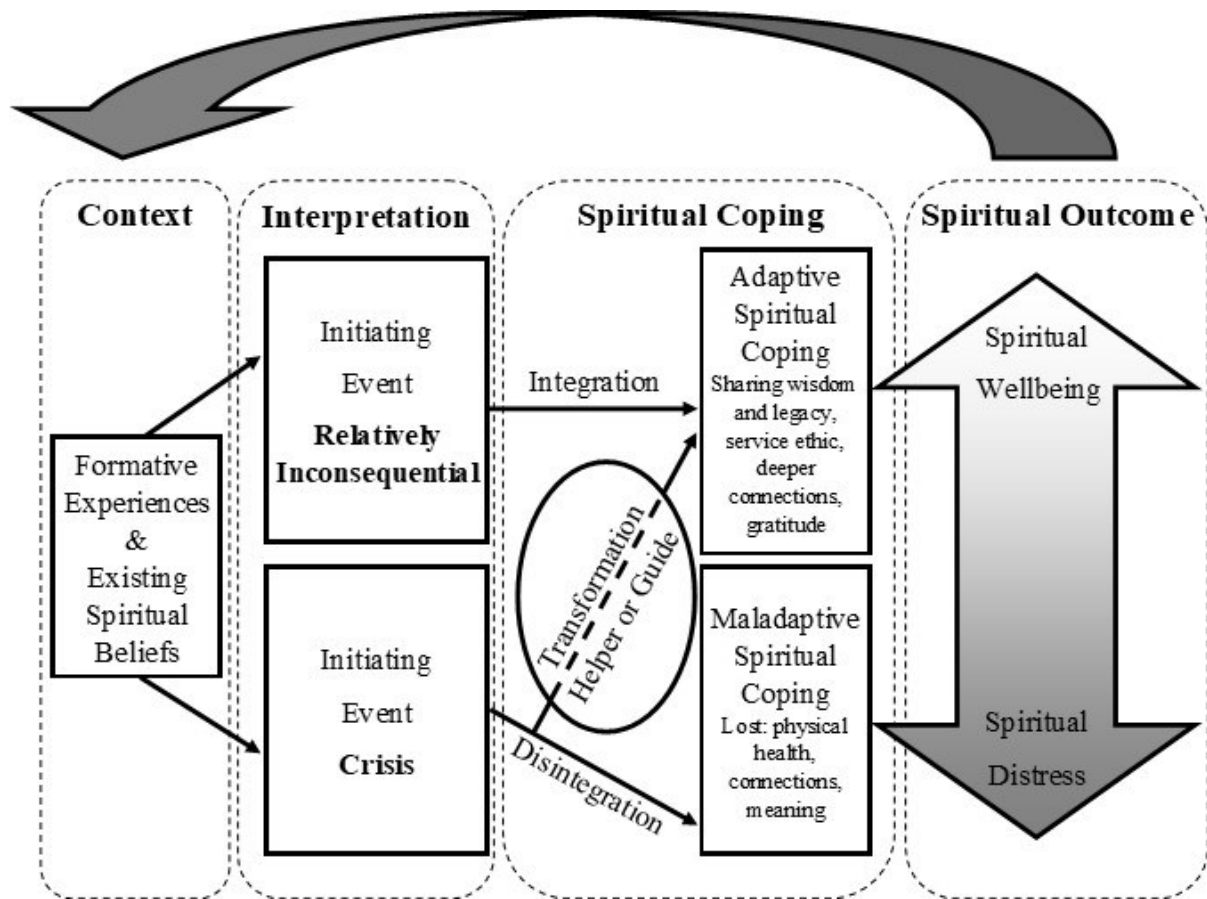 Context
Interpretation
Spiritual Coping
Spiritual Outcome
Formative
Experiences
&
Existing
Spiritual
Beliefs
Initiating
Event
Relatively
Inconsequential
Initiating
Event
Crisis
Integration
Transformation
Helper or Guide
Disintegration
Adaptive
Spiritual
Coping
Sharing wisdom
and legacy,
service ethic,
deeper
connections,
gratitude
Maladaptive
Spiritual
Coping
Lost: physical
health,
connections,
meaning
Spiritual
Wellbeing
Spiritual
Distress